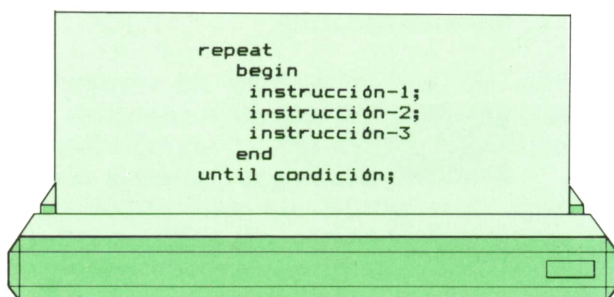 repeat
begin
instrucción-1;
instrucción-2;
instrucción-3
end
until condición;